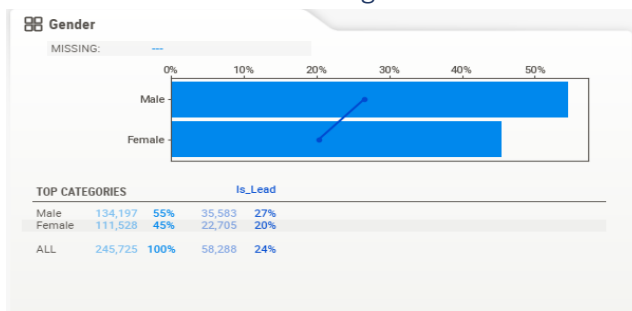 Gender
MISSING: ---
0% 10% 20% 30% 40% 50%
Male
Female
TOP CATEGORIES Is_Lead
Male 134,197 55% 35,583 27%
Female 111,528 45% 22,705 20%
ALL 245,725 100% 58,288 24%